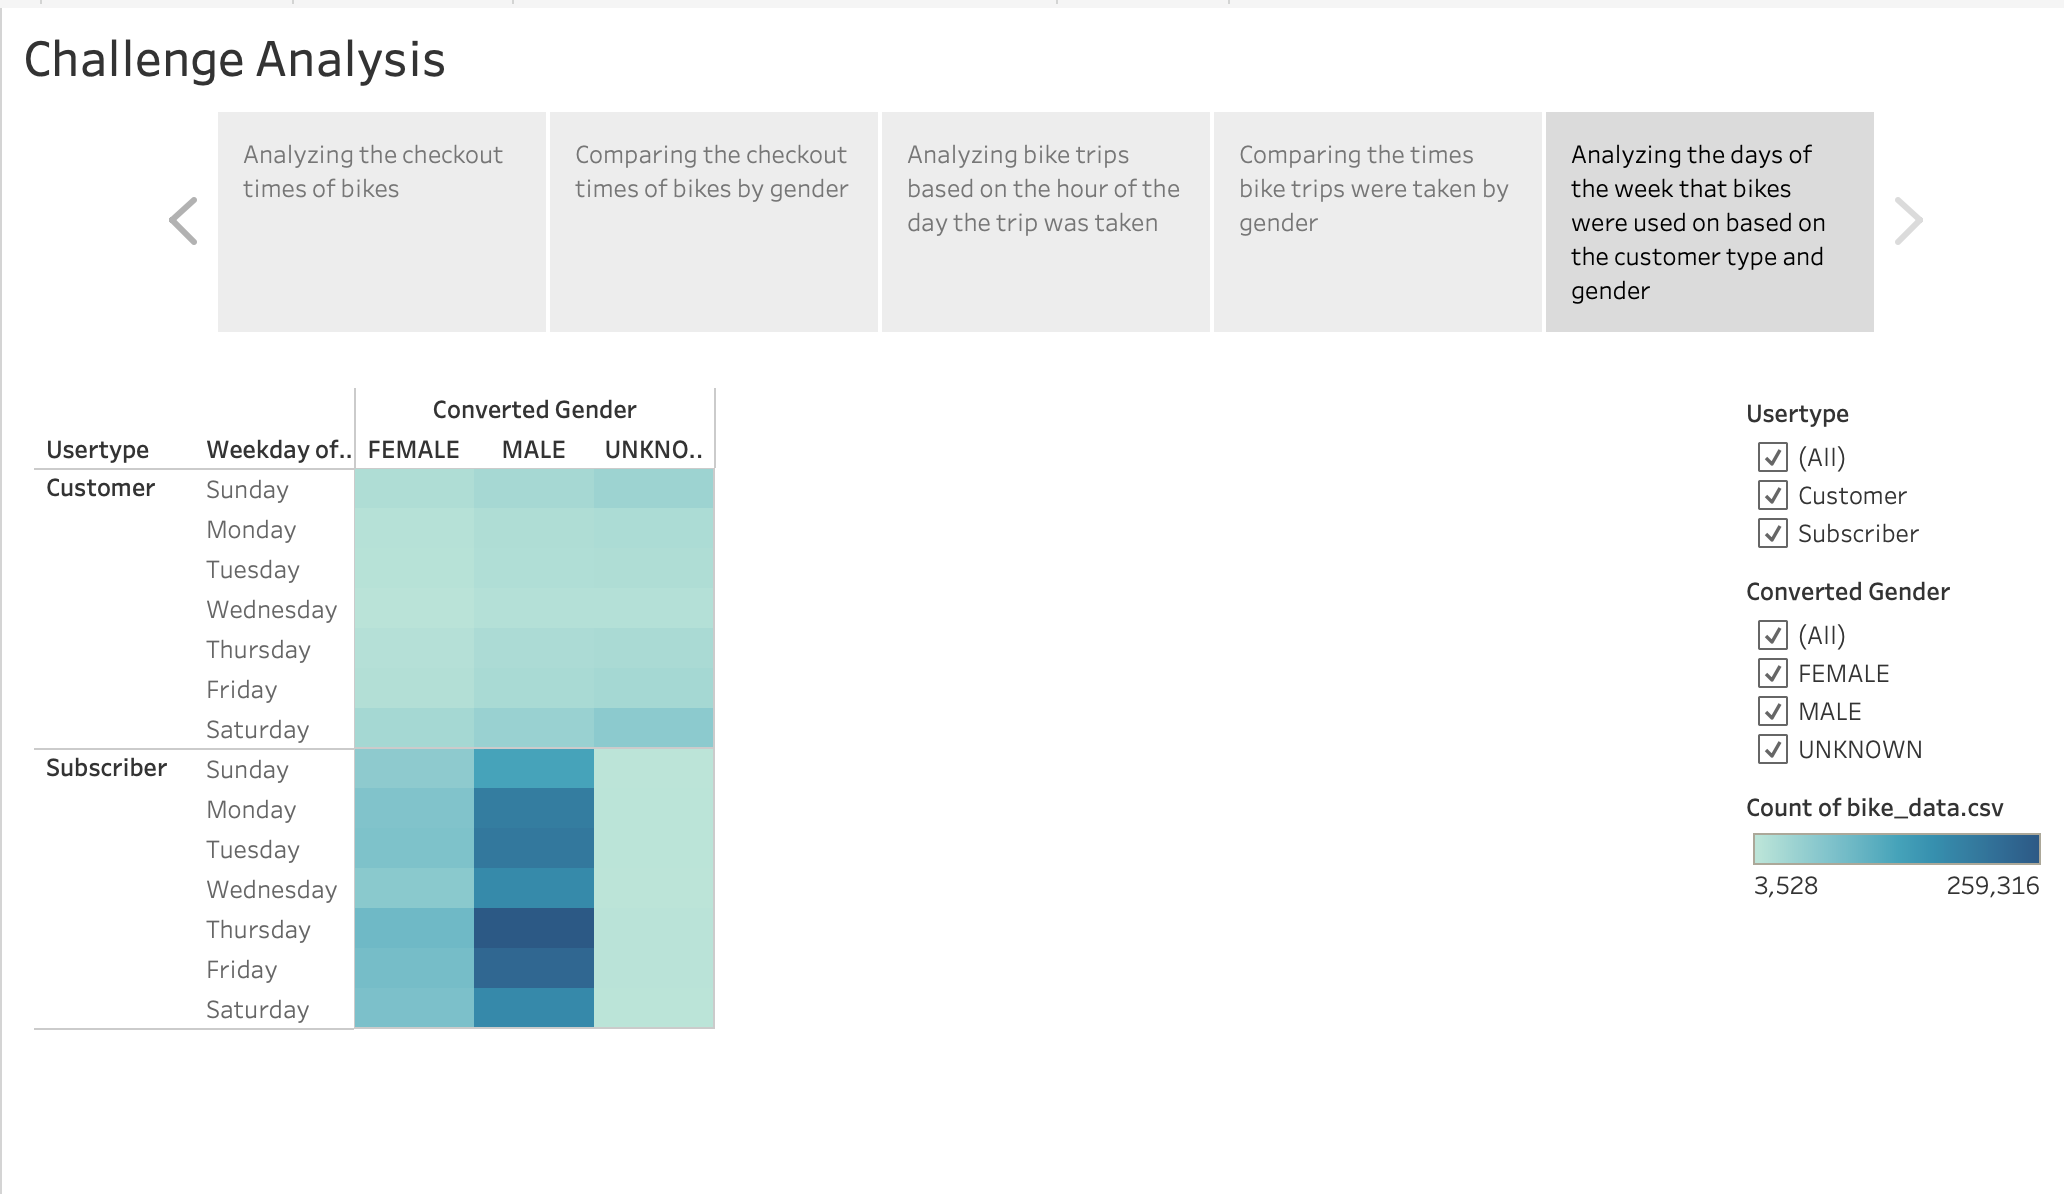 Challenge Analysis
Analyzing the checkout
times of bikes
Comparing the checkout
times of bikes by gender
Analyzing bike trips
based on the hour of the
day the trip was taken
Comparing the times
bike trips were taken by
gender
Analyzing the days of
the week that bikes
were used on based on
the customer type and
gender
Converted Gender
Usertype Weekday of.. FEMALE MALE UNKNO..
Customer Sunday
Monday
Tuesday
Wednesday
Thursday
Friday
Saturday
Subscriber Sunday
Monday
Tuesday
Wednesday
Thursday
Friday
Saturday
Usertype
(All)
Customer
Subscriber
Converted Gender
(All)
FEMALE
MALE
UNKNOWN
Count of bike_data.csv
3,528 259,316